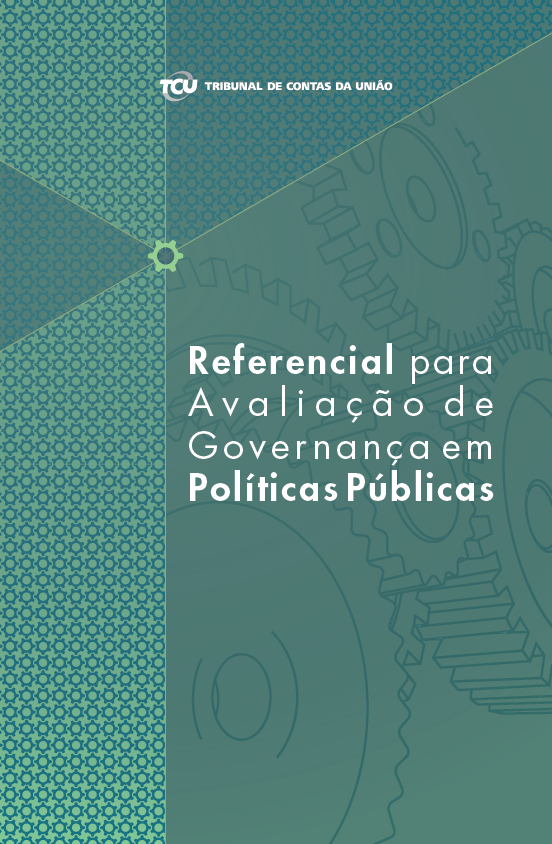 TCU TRIBUNAL DE CONTAS DA UNIÃO
Referencial para
Avaliação de
Governança em
Políticas Públicas